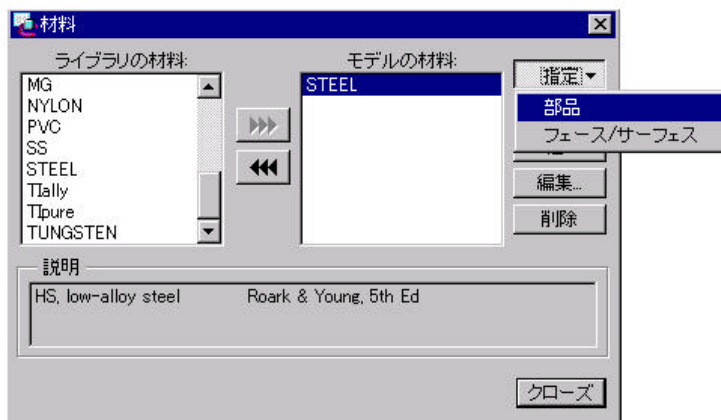 材料
ライブラリの材料:
モデルの材料:
MG
NYLON
PVC
SS
STEEL
TIally
TIpure
TUNGSTEN
STEEL
指定
部品
フェース/サーフェス
編集...
削除
説明
HS, low-alloy steel Roark & Young, 5th Ed
クローズ